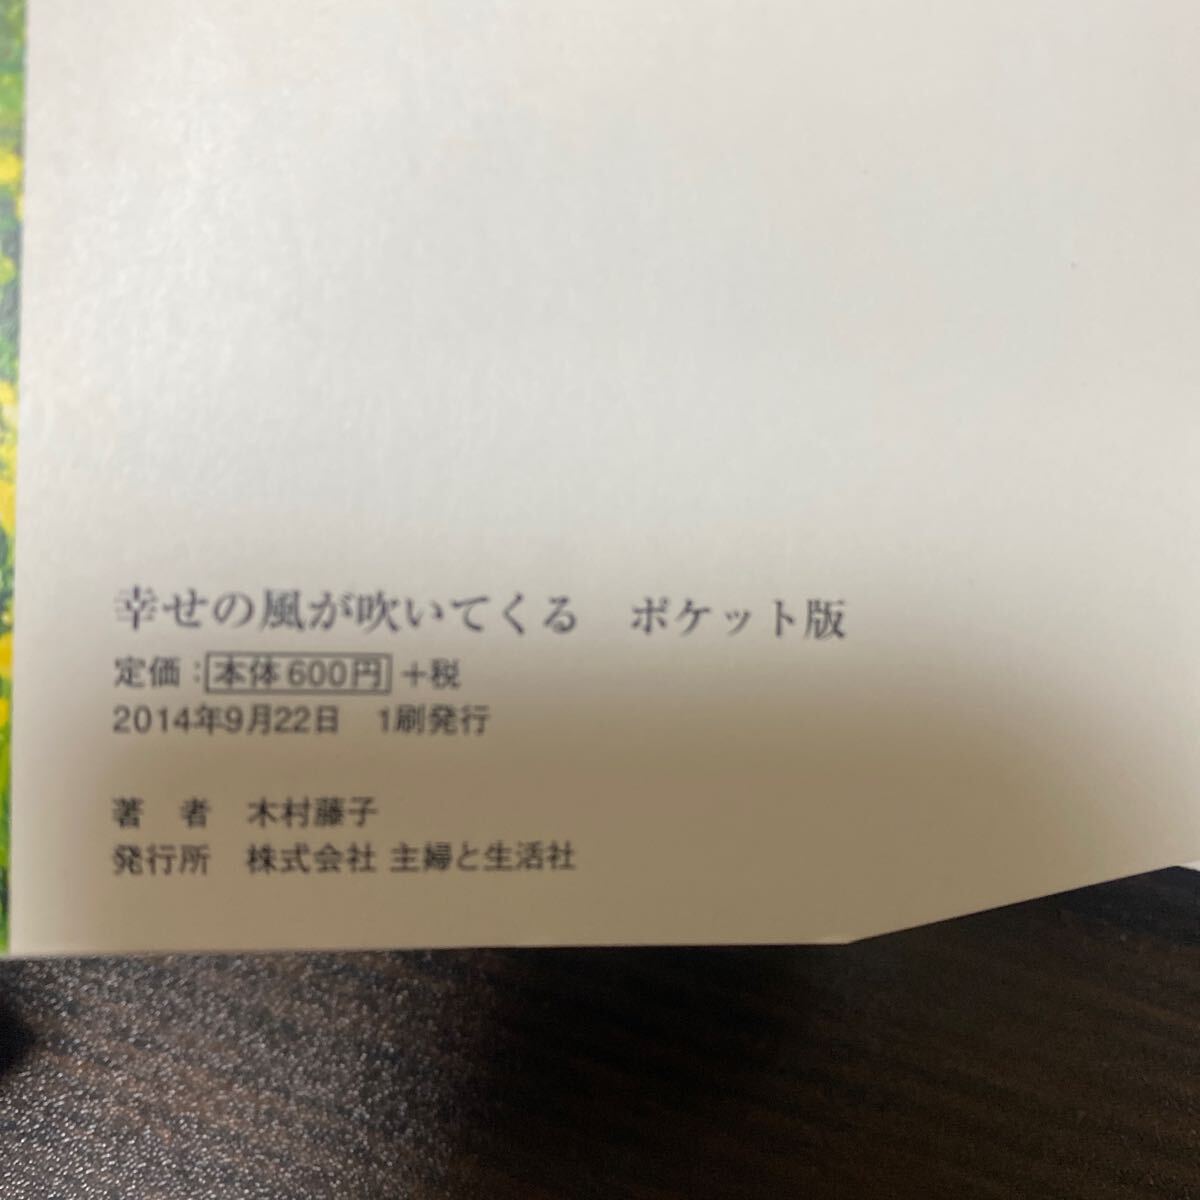 幸せの風が吹いてくる　ポケット版
定価：本体600円＋税
2014年9月22日　1刷発行
著　者　木村藤子
発行所　株式会社 主婦と生活社